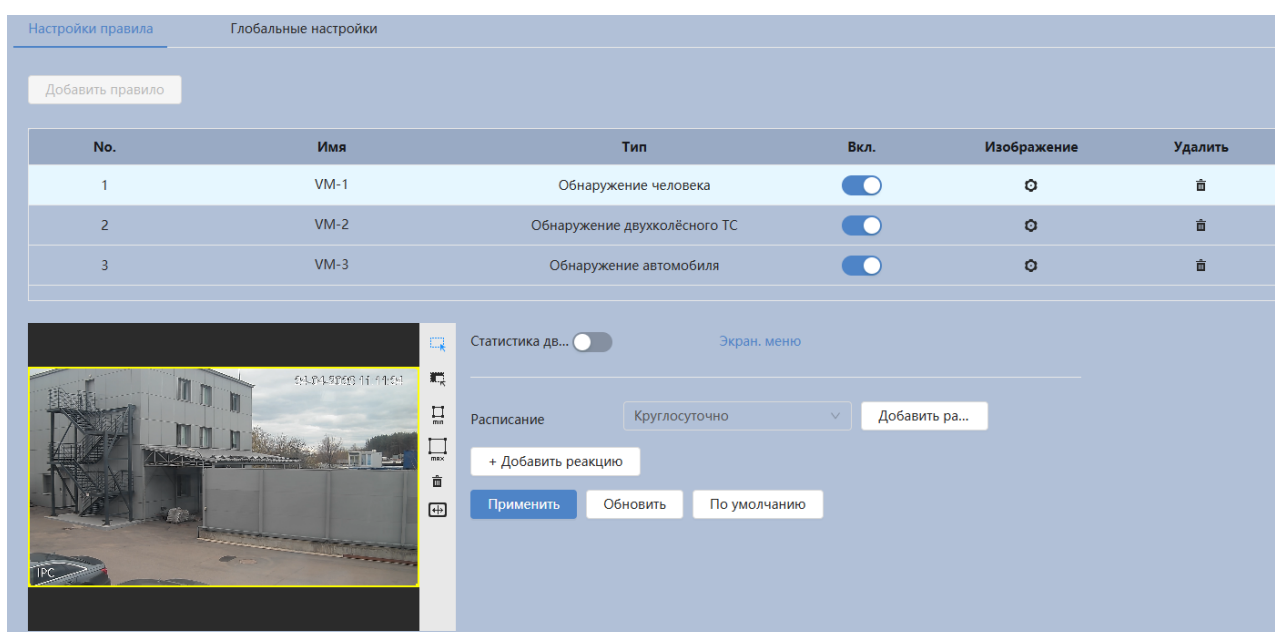 Настройки правила Глобальные настройки
Добавить правило
No. Имя Тип Вкл. Изображение Удалить
1 VM-1 Обнаружение человека
2 VM-2 Обнаружение двухколёсного ТС
3 VM-3 Обнаружение автомобиля
Статистика дв... Экран. меню
Расписание Круглосуточно Добавить ра...
min
max
+ Добавить реакцию
Применить Обновить По умолчанию
IPC